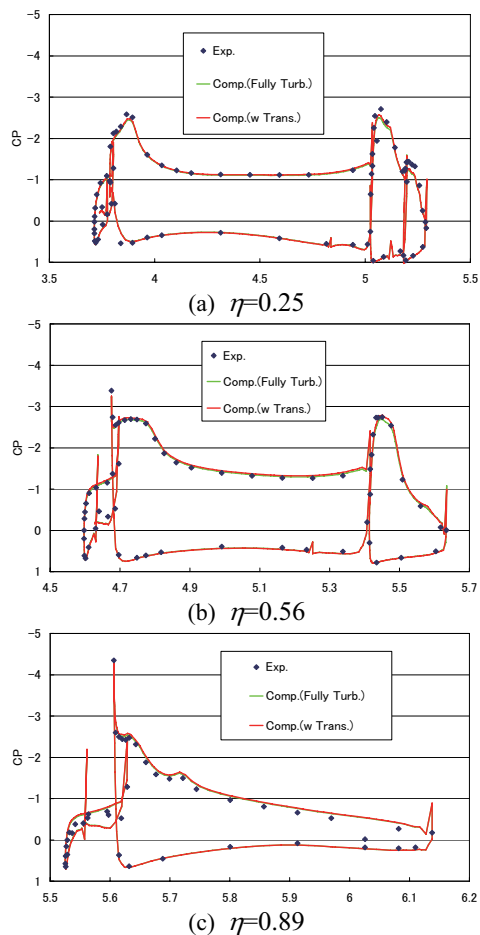 -5
-4
-3
-2
-1
0
1
CP
Exp.
Comp.(Fully Turb.)
Comp.(w Trans.)
3.5 4 4.5 5 5.5
(a) η=0.25
-5
-4
-3
-2
-1
0
1
CP
Exp.
Comp.(Fully Turb.)
Comp.(w Trans.)
4.5 4.7 4.9 5.1 5.3 5.5 5.7
(b) η=0.56
-5
-4
-3
-2
-1
0
1
CP
Exp.
Comp.(Fully Turb.)
Comp.(w Trans.)
5.5 5.6 5.7 5.8 5.9 6 6.1 6.2
(c) η=0.89